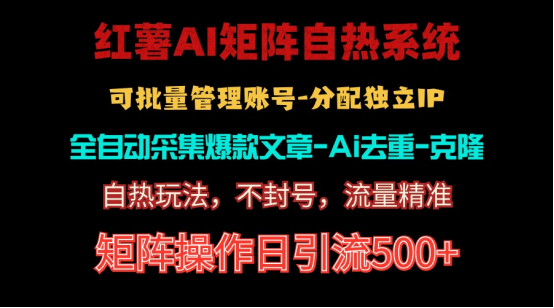 红薯AI矩阵自热系统
可批量管理账号-分配独立IP
全自动采集爆款文章-Ai去重-克隆
自热玩法，不封号，流量精准
矩阵操作日引流500+